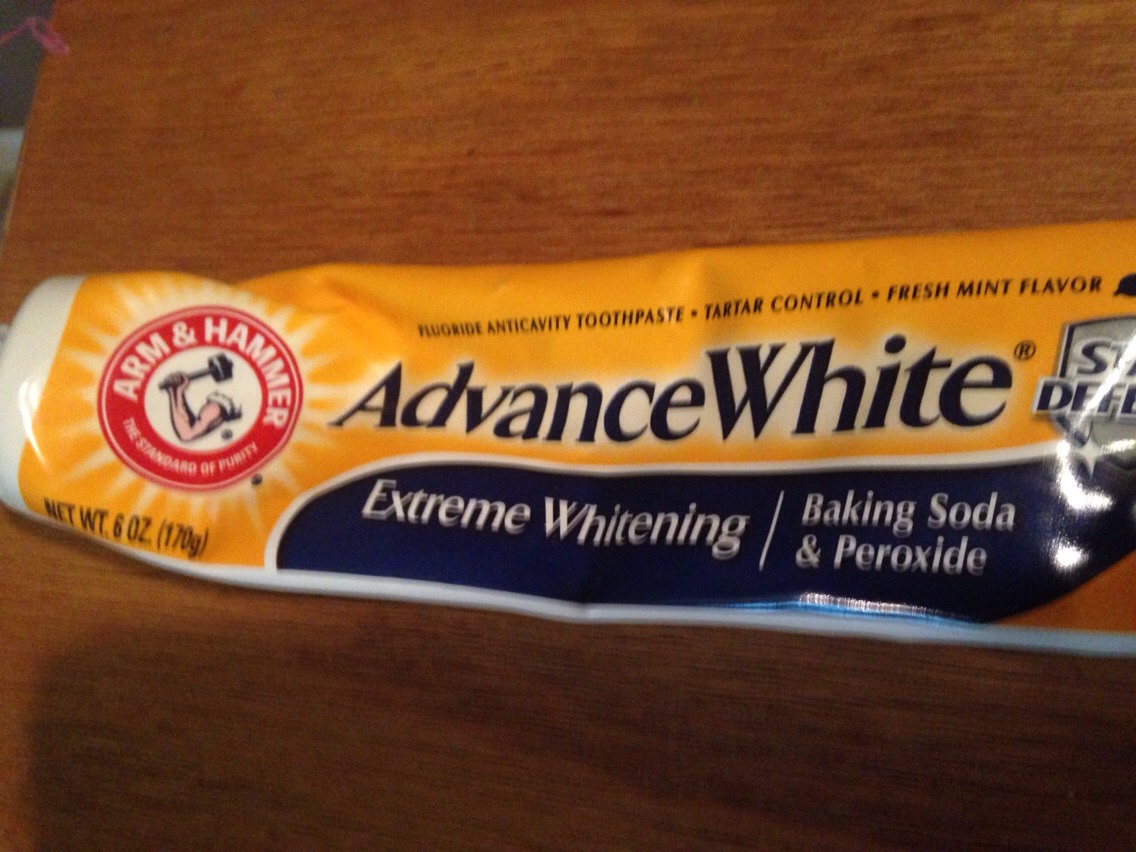 FLUORIDE ANTICAVITY TOOTHPASTE • TARTAR CONTROL • FRESH MINT FLAVOR
ARM & HAMMER
THE STANDARD OF PURITY
AdvanceWhite®
Extreme Whitening
Baking Soda
& Peroxide
NET WT. 6 OZ. (170g)